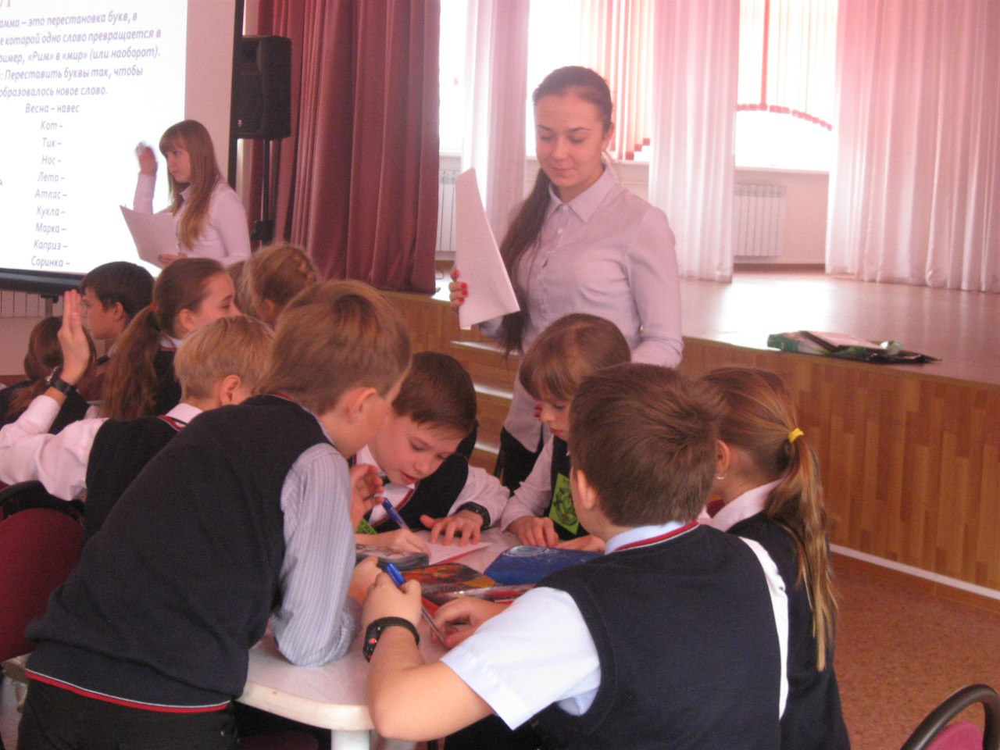 амма – это перестановка букв, в
е которой одно слово превращается в
ример, «Рим» в «мир» (или наоборот).
: Переставить буквы так, чтобы
образовалось новое слово.
Весна – навес
Кот –
Тик –
Нос –
Лето –
Атлас –
Кукла –
Марка –
Каприз –
Соринка –